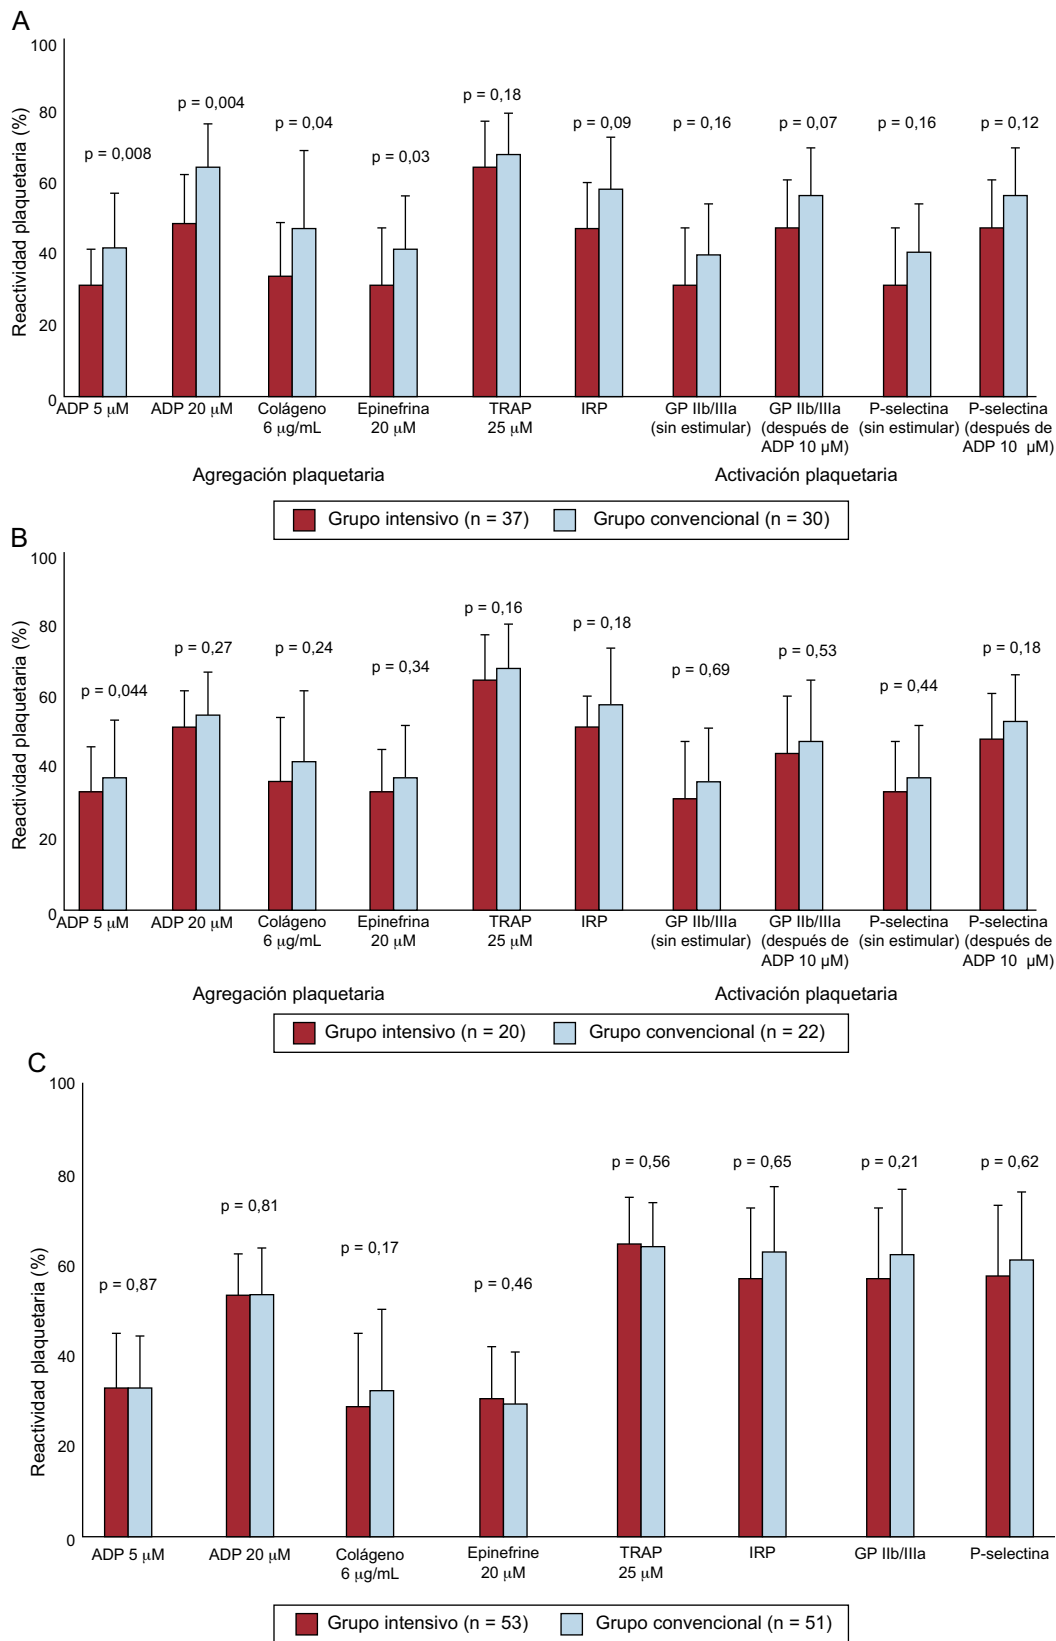 A
100
80
60
40
20
0
Reactividad plaquetaria (%)
p = 0,008
p = 0,004
p = 0,04
p = 0,03
p = 0,18
p = 0,09
p = 0,16
p = 0,07
p = 0,16
p = 0,12
ADP 5 μM
ADP 20 μM
Colágeno
6 μg/mL
Epinefrina
20 μM
TRAP
25 μM
IRP
GP IIb/IIIa
(sin estimular)
GP IIb/IIIa
(después de
ADP 10 μM)
P-selectina
(sin estimular)
P-selectina
(después de
ADP 10 μM)
Agregación plaquetaria
Activación plaquetaria
Grupo intensivo (n = 37)
Grupo convencional (n = 30)
B
100
80
60
40
20
0
Reactividad plaquetaria (%)
p = 0,044
p = 0,27
p = 0,24
p = 0,34
p = 0,16
p = 0,18
p = 0,69
p = 0,53
p = 0,44
p = 0,18
ADP 5 μM
ADP 20 μM
Colágeno
6 μg/mL
Epinefrina
20 μM
TRAP
25 μM
IRP
GP IIb/IIIa
(sin estimular)
GP IIb/IIIa
(después de
ADP 10 μM)
P-selectina
(sin estimular)
P-selectina
(después de
ADP 10 μM)
Agregación plaquetaria
Activación plaquetaria
Grupo intensivo (n = 20)
Grupo convencional (n = 22)
C
100
80
60
40
20
0
Reactividad plaquetaria (%)
p = 0,87
p = 0,81
p = 0,17
p = 0,46
p = 0,56
p = 0,65
p = 0,21
p = 0,62
ADP 5 μM
ADP 20 μM
Colágeno
6 μg/mL
Epinefrine
20 μM
TRAP
25 μM
IRP
GP IIb/IIIa
P-selectina
Grupo intensivo (n = 53)
Grupo convencional (n = 51)